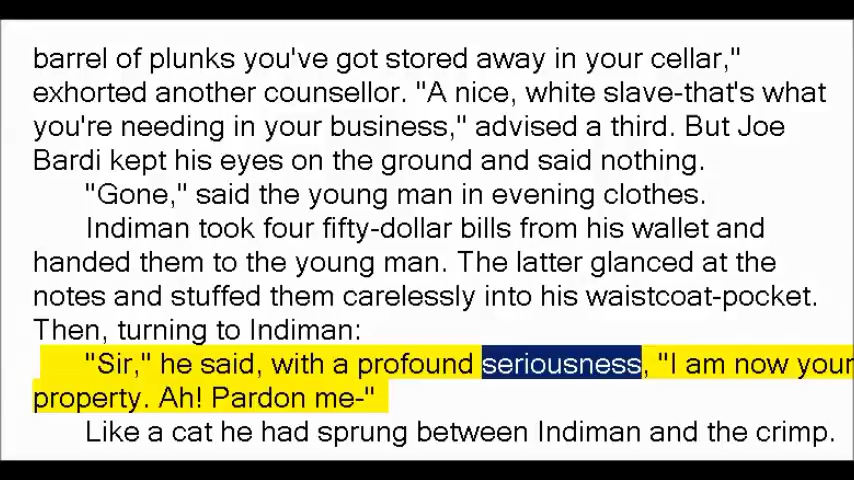 barrel of plunks you've got stored away in your cellar,"
exhorted another counsellor. "A nice, white slave-that's what
you're needing in your business," advised a third. But Joe
Bardi kept his eyes on the ground and said nothing.
"Gone," said the young man in evening clothes.
Indiman took four fifty-dollar bills from his wallet and
handed them to the young man. The latter glanced at the
notes and stuffed them carelessly into his waistcoat-pocket.
Then, turning to Indiman:
"Sir," he said, with a profound seriousness, "I am now your
property. Ah! Pardon me-"
Like a cat he had sprung between Indiman and the crimp.